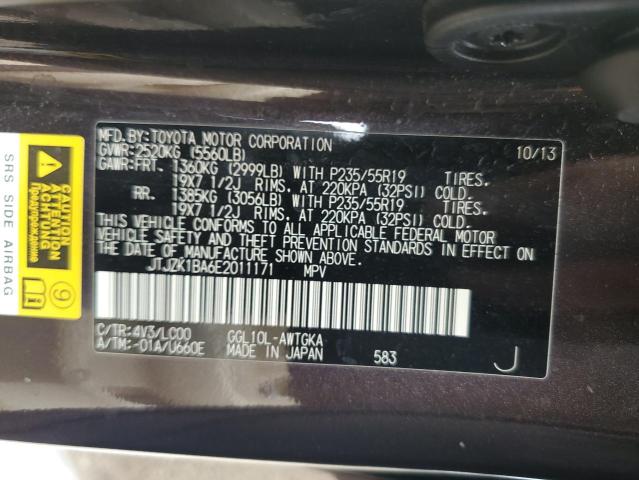 MFD. BY: TOYOTA MOTOR CORPORATION 10/13
GVWR: 2520KG (5560LB)
GAWR: FRT. 1360KG (2999LB) WITH P235/55R19 TIRES.
19X7 1/2J RIMS. AT 220KPA (32PSI) COLD.
RR. 1385KG (3056LB) WITH P235/55R19 TIRES.
19X7 1/2J RIMS. AT 220KPA (32PSI) COLD.
THIS VEHICLE CONFORMS TO ALL APPLICABLE FEDERAL MOTOR
VEHICLE SAFETY AND THEFT PREVENTION STANDARDS IN EFFECT ON
THE DATE OF MANUFACTURE SHOWN ABOVE.
JTJZK1BA6E2011171 MPV
C/TR: 4V3/LC00 GGL10L-AWTGKA
A/TM: -01A/U660E MADE IN JAPAN 583 J
SRS SIDE AIRBAG
CAUTION
ATTENTION
Предупреждение
9